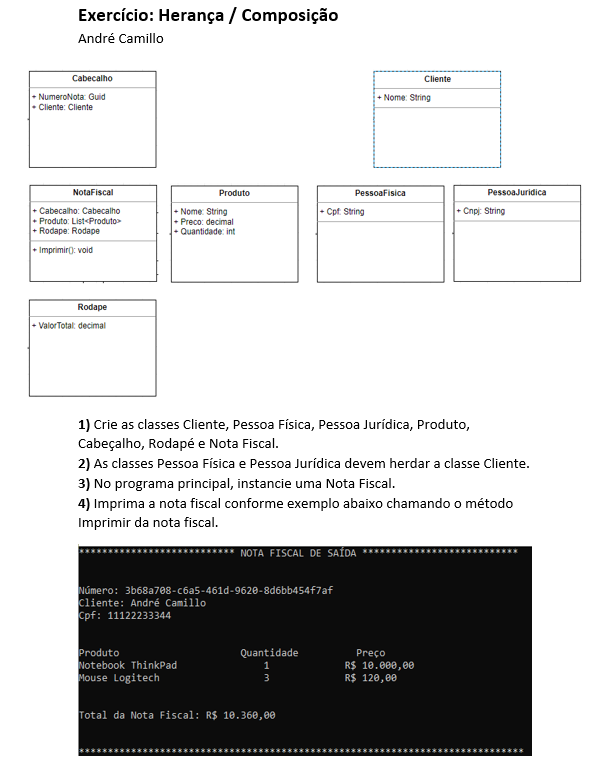 Exercício: Herança / Composição
André Camillo
Cabecalho
+ NumeroNota: Guid
+ Cliente: Cliente
Cliente
+ Nome: String
NotaFiscal
+ Cabecalho: Cabecalho
+ Produto: List<Produto>
+ Rodape: Rodape
+ Imprimir(): void
Produto
+ Nome: String
+ Preco: decimal
+ Quantidade: int
PessoaFisica
+ Cpf: String
PessoaJuridica
+ Cnpj: String
Rodape
+ ValorTotal: decimal
1) Crie as classes Cliente, Pessoa Física, Pessoa Jurídica, Produto,
Cabeçalho, Rodapé e Nota Fiscal.
2) As classes Pessoa Física e Pessoa Jurídica devem herdar a classe Cliente.
3) No programa principal, instancie uma Nota Fiscal.
4) Imprima a nota fiscal conforme exemplo abaixo chamando o método
Imprimir da nota fiscal.
*************************** NOTA FISCAL DE SAÍDA ***************************
Número: 3b68a708-c6a5-461d-9620-8d6bb454f7af
Cliente: André Camillo
Cpf: 11122233344
Produto Quantidade Preço
Notebook ThinkPad 1 R$ 10.000,00
Mouse Logitech 3 R$ 120,00
Total da Nota Fiscal: R$ 10.360,00
*****************************************************************************